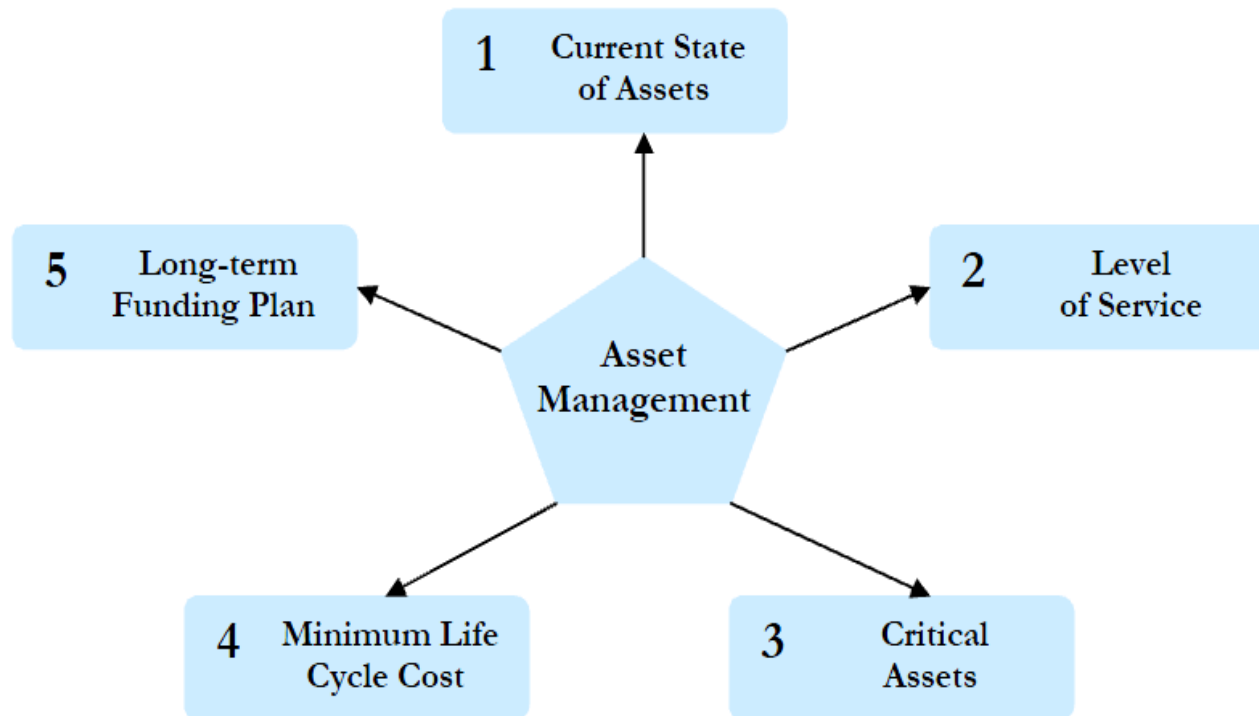 1
Current State
of Assets
5
Long-term
Funding Plan
2
Level
of Service
Asset
Management
4
Minimum Life
Cycle Cost
3
Critical
Assets